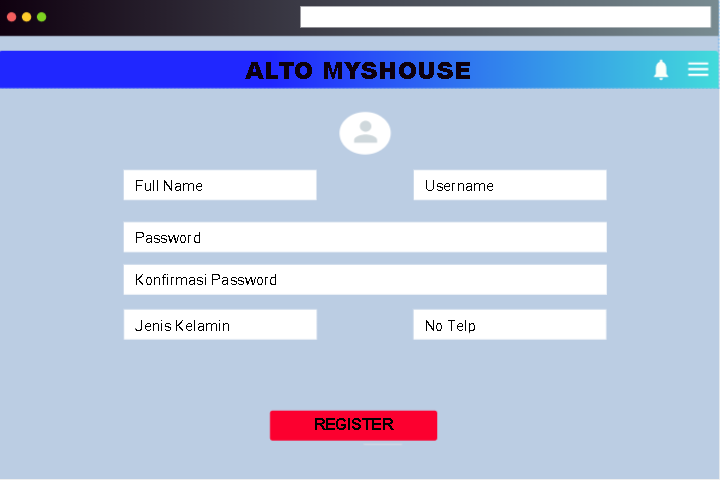 ALTO MYSHOUSE
Full Name
Username
Password
Konfirmasi Password
Jenis Kelamin
No Telp
REGISTER